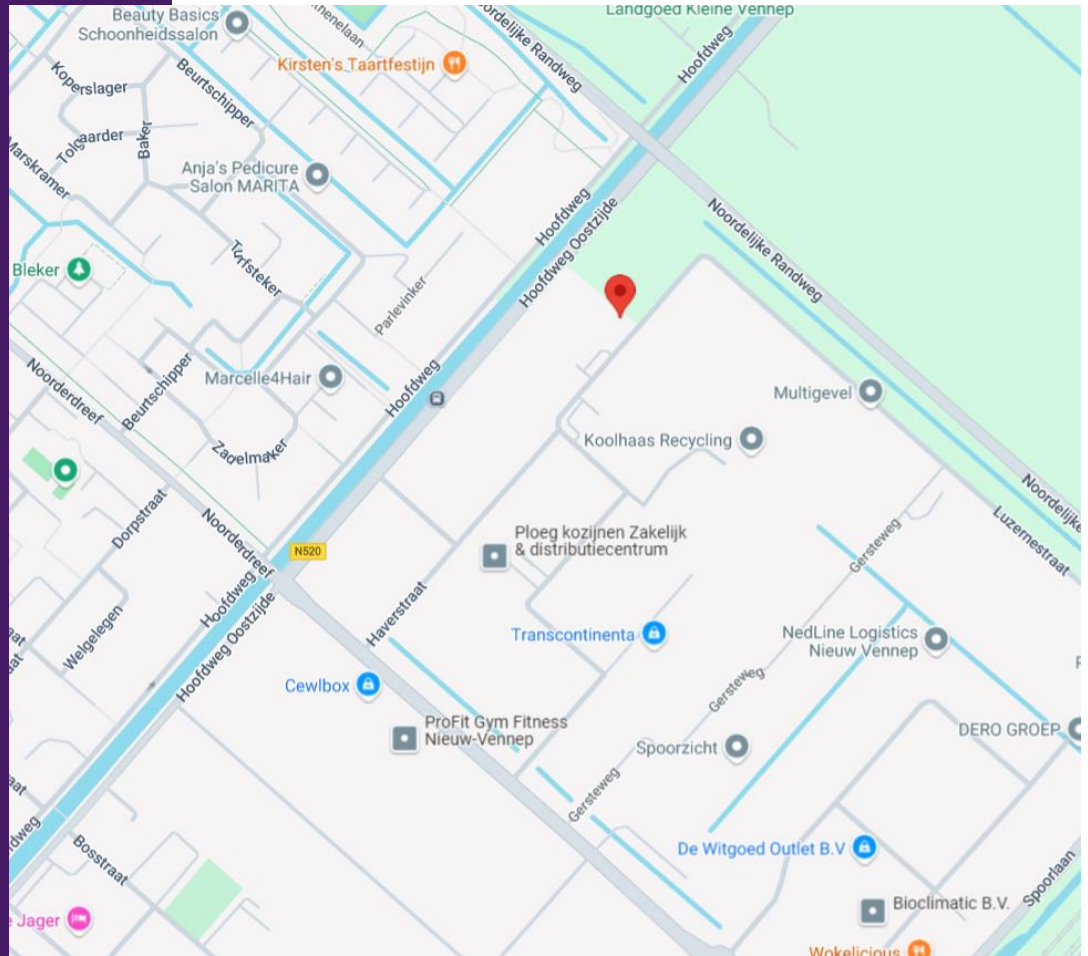 Landgoed Kleine Vennep
Beauty Basics
Schoonheidssalon
Kirsten's Taartfestijn
Noordelijke Randweg
Hoofdweg
Koperslager
Beurtschipper
Tolgaarder
Baker
Marskramer
Anja's Pedicure
Salon MARITA
Hoofdweg
Hoofdweg Oostzijde
Noordelijke Randweg
Bleker
Turfsteker
Parlevinker
Marcelle4Hair
Hoofdweg
Multigevel
Noorderdreef
Beurtschipper
Zadelmaker
Koolhaas Recycling
Noordelijke
Luzernestraat
Dorpstraat
Noorderdreef
N520
Ploeg kozijnen Zakelijk
& distributiecentrum
Gersteweg
Hoofdweg
Haverstraat
Welgelegen
Hoofdweg Oostzijde
Transcontinenta
NedLine Logistics
Nieuw Vennep
Cewlbox
Gersteweg
ProFit Gym Fitness
Nieuw-Vennep
Spoorzicht
DERO GROEP
Gersteweg
Bosstraat
De Witgoed Outlet B.V
Spoorlaan
Bioclimatic B.V.
Jager
Wokelicious